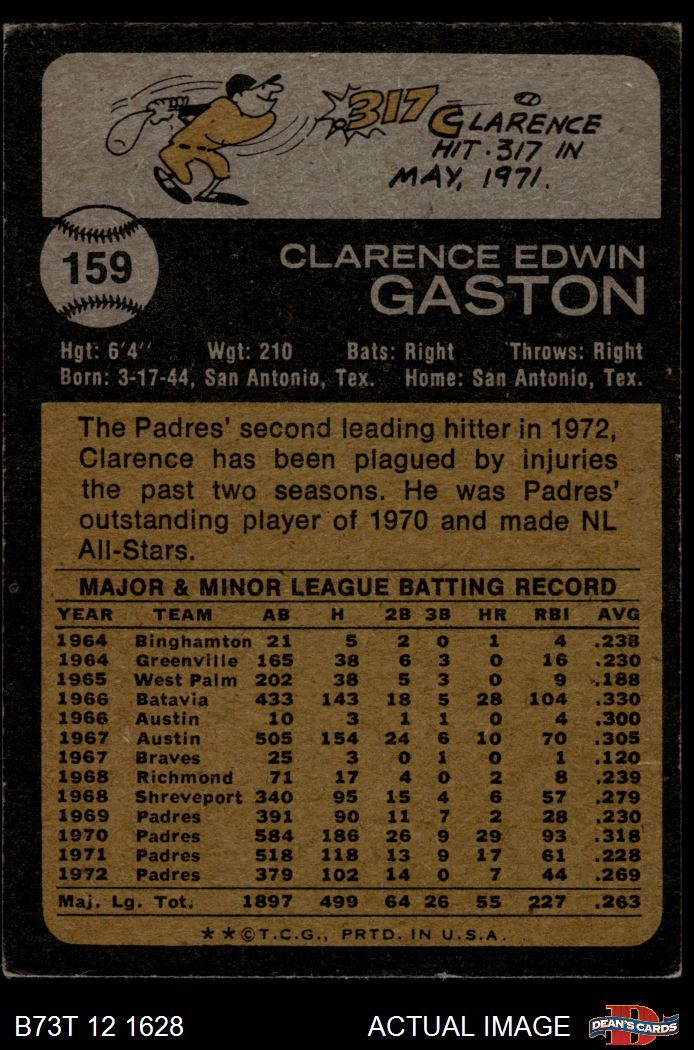 .317 CLARENCE
HIT .317 IN
MAY, 1971.
159
CLARENCE EDWIN
GASTON
Hgt: 6'4" Wgt: 210 Bats: Right Throws: Right
Born: 3-17-44, San Antonio, Tex. Home: San Antonio, Tex.
The Padres' second leading hitter in 1972,
Clarence has been plagued by injuries
the past two seasons. He was Padres'
outstanding player of 1970 and made NL
All-Stars.
MAJOR & MINOR LEAGUE BATTING RECORD
YEAR TEAM AB H 2B 3B HR RBI AVG
1964 Binghamton 21 5 2 0 1 4 .238
1964 Greenville 165 38 6 3 0 16 .230
1965 West Palm 202 38 5 3 0 9 .188
1966 Batavia 433 143 18 5 28 104 .330
1966 Austin 10 3 1 1 0 4 .300
1967 Austin 505 154 24 6 10 70 .305
1967 Braves 25 3 0 1 0 1 .120
1968 Richmond 71 17 4 0 2 8 .239
1968 Shreveport 340 95 15 4 6 57 .279
1969 Padres 391 90 11 7 2 28 .230
1970 Padres 584 186 26 9 29 93 .318
1971 Padres 518 118 13 9 17 61 .228
1972 Padres 379 102 14 0 7 44 .269
Maj. Lg. Tot. 1897 499 64 26 55 227 .263
★★©T.C.G., PRTD. IN U.S.A.
B73T 12 1628 ACTUAL IMAGE D DEAN'S CARDS